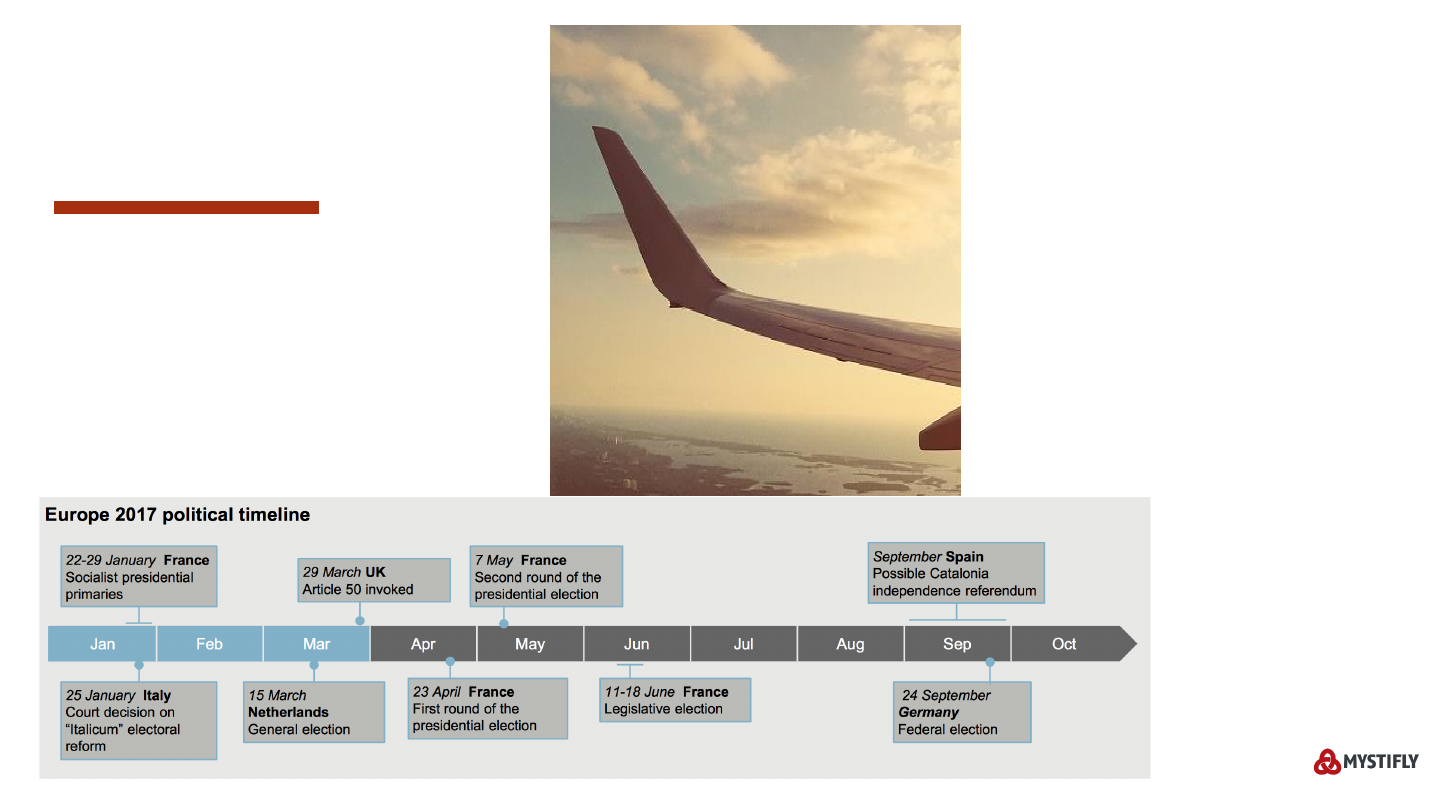 Europe 2017 political timeline
22-29 January France
Socialist presidential
primaries
29 March UK
Article 50 invoked
7 May France
Second round of the
presidential election
September Spain
Possible Catalonia
independence referendum
Jan Feb Mar Apr May Jun Jul Aug Sep Oct
25 January Italy
Court decision on
“Italicum” electoral
reform
15 March
Netherlands
General election
23 April France
First round of the
presidential election
11-18 June France
Legislative election
24 September
Germany
Federal election
MYSTIFLY